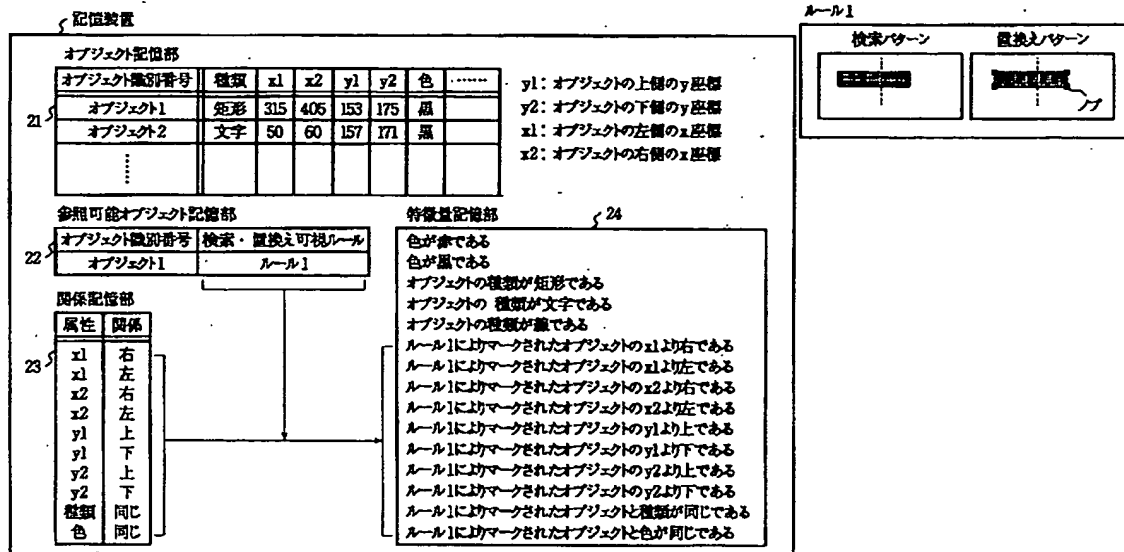 記憶装置
オブジェクト記憶部
オブジェクト識別番号 種類 x1 x2 y1 y2 色 ........
オブジェクト1 矩形 315 405 153 175 黒
オブジェクト2 文字 50 60 157 171 黒
21
y1: オブジェクトの上側のy座標
y2: オブジェクトの下側のy座標
x1: オブジェクトの左側のx座標
x2: オブジェクトの右側のx座標
参照可能オブジェクト記憶部
オブジェクト識別番号 検索・置換え可視ルール
オブジェクト1 ルール1
22
関係記憶部
属性 関係
x1 右
x1 左
x2 右
x2 左
y1 上
y1 下
y2 上
y2 下
種類 同じ
色 同じ
23
特徴量記憶部
24
色が赤である
色が黒である
オブジェクトの種類が矩形である
オブジェクトの 種類が文字である
オブジェクトの種類が線である
ルール1によりマークされたオブジェクトのx1より右である
ルール1によりマークされたオブジェクトのx1より左である
ルール1によりマークされたオブジェクトのx2より右である
ルール1によりマークされたオブジェクトのx2より左である
ルール1によりマークされたオブジェクトのy1より上である
ルール1によりマークされたオブジェクトのy1より下である
ルール1によりマークされたオブジェクトのy2より上である
ルール1によりマークされたオブジェクトのy2より下である
ルール1によりマークされたオブジェクトと種類が同じである
ルール1によりマークされたオブジェクトと色が同じである
ルール1
検索パターン 置換えパターン
ノブ